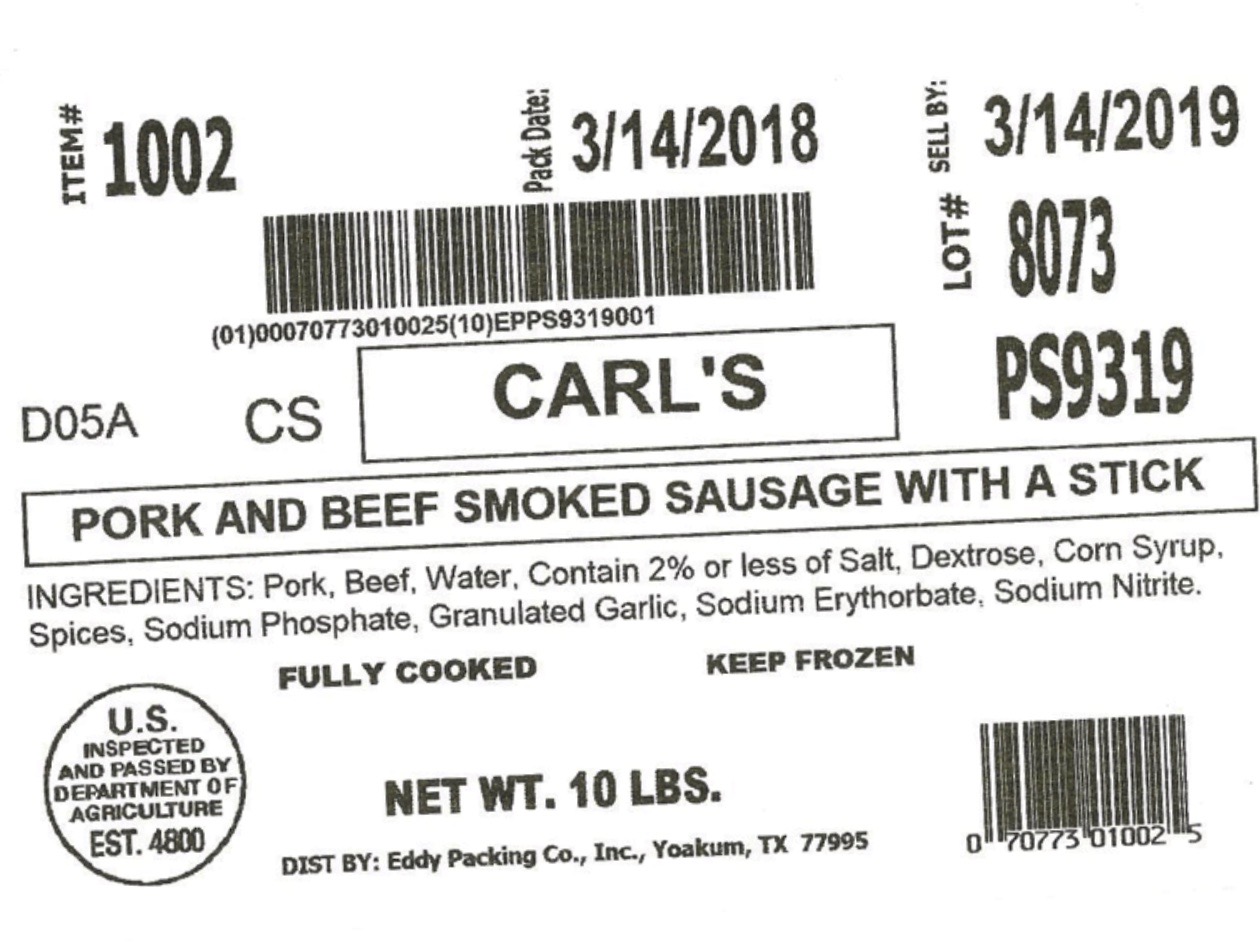 ITEM# 1002 Pack Date: 3/14/2018 SELL BY: 3/14/2019
LOT# 8073
(01)00070773010025(10)EPPS9319001
PS9319
D05A CS CARL'S
PORK AND BEEF SMOKED SAUSAGE WITH A STICK
INGREDIENTS: Pork, Beef, Water, Contain 2% or less of Salt, Dextrose, Corn Syrup,
Spices, Sodium Phosphate, Granulated Garlic, Sodium Erythorbate, Sodium Nitrite.
FULLY COOKED KEEP FROZEN
U.S.
INSPECTED
AND PASSED BY
DEPARTMENT OF
AGRICULTURE
EST. 4800
NET WT. 10 LBS.
DIST BY: Eddy Packing Co., Inc., Yoakum, TX 77995
0 70773 01002 5